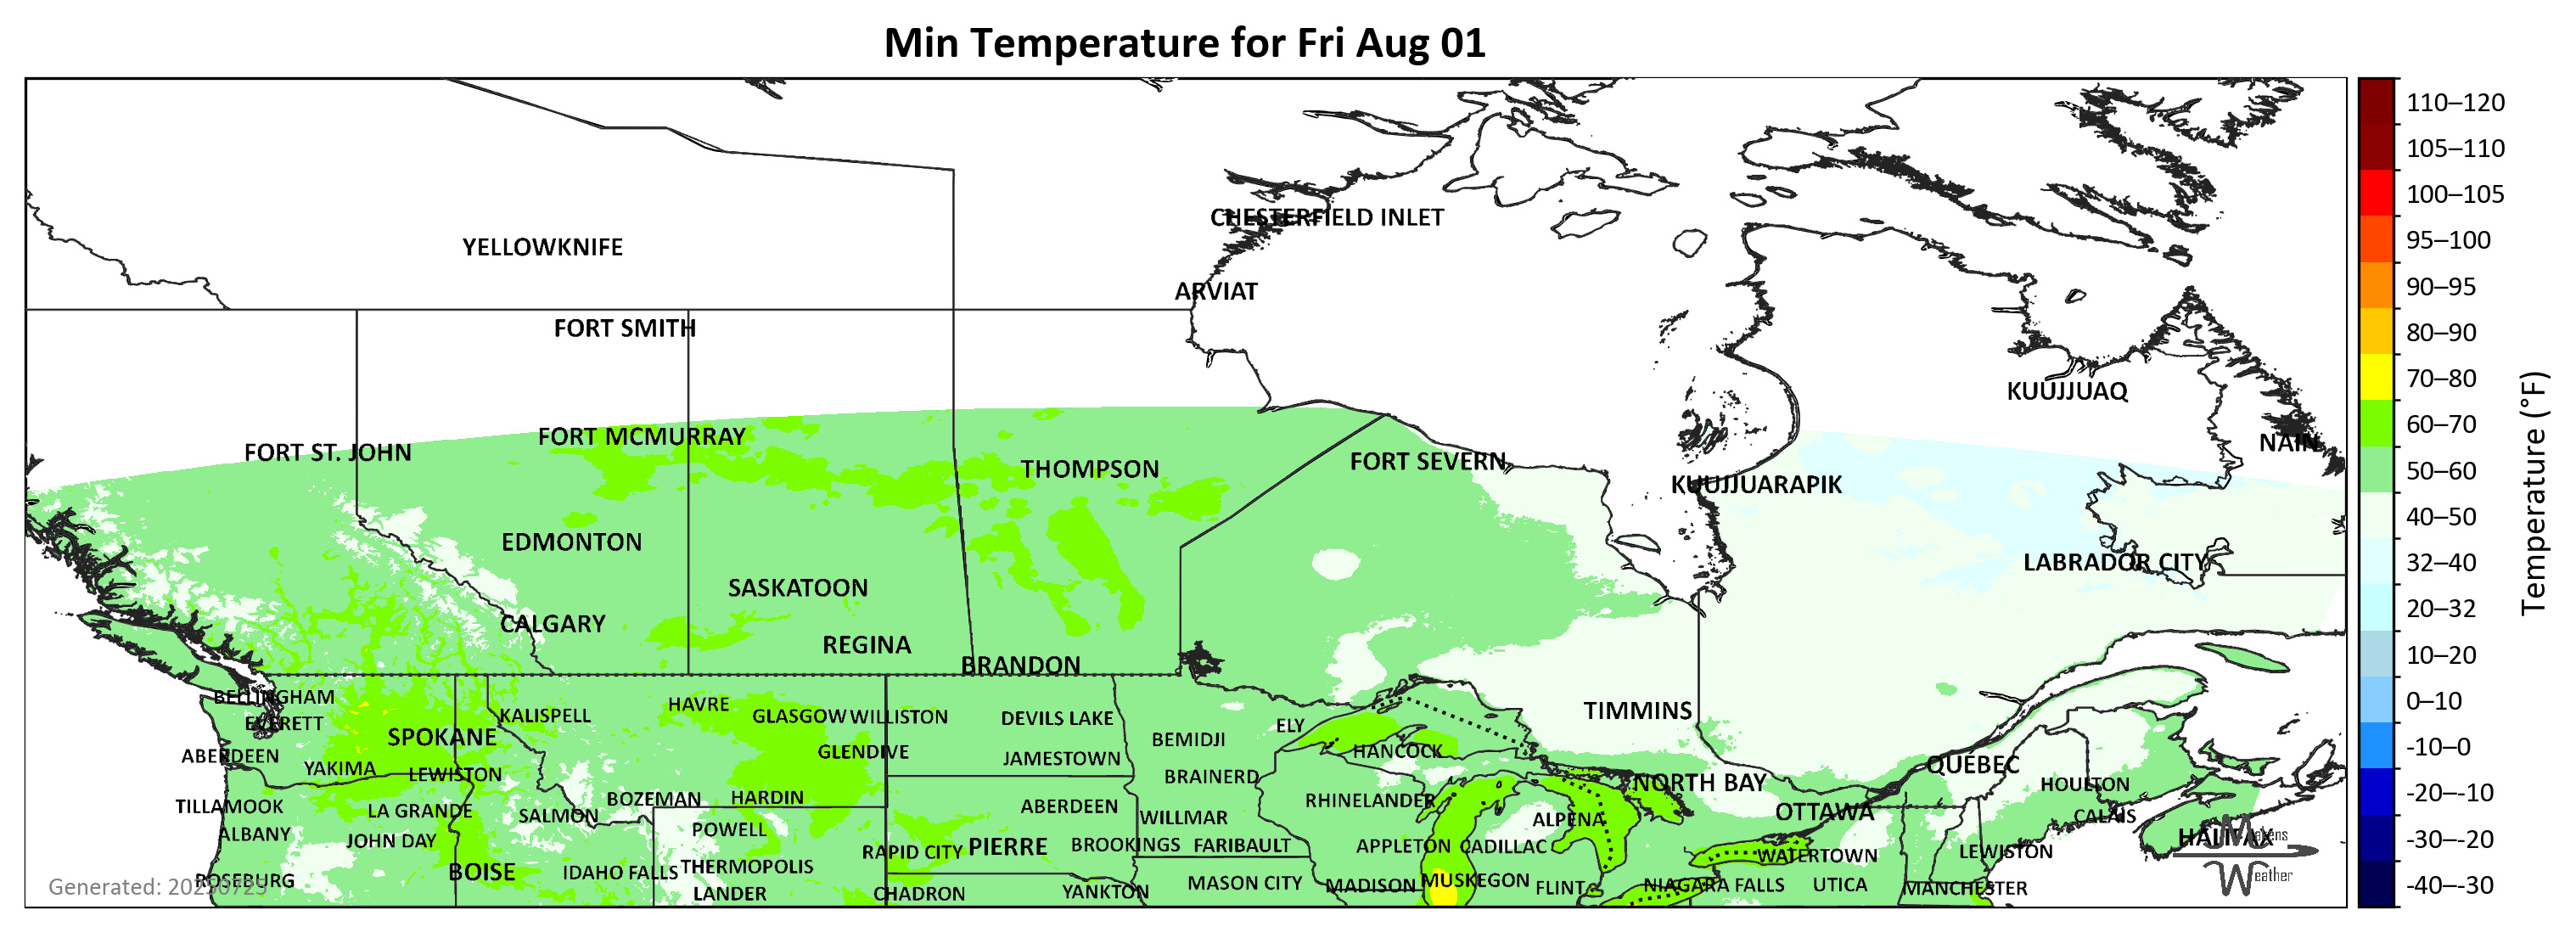 Min Temperature for Fri Aug 01
110–120
105–110
CHESTERFIELD INLET
100–105
YELLOWKNIFE
95–100
ARVIAT
90–95
FORT SMITH
80–90
KUUJJUAQ
70–80
FORT MCMURRAY
60–70
FORT ST. JOHN
NAIN
THOMPSON
FORT SEVERN
50–60
KUUJJUARAPIK
Temperature (°F)
40–50
EDMONTON
LABRADOR CITY
32–40
SASKATOON
20–32
CALGARY
REGINA
BRANDON
10–20
BELLINGHAM
HAVRE
0–10
EVERETT
KALISPELL
GLASGOW
WILLISTON
DEVILS LAKE
ELY
TIMMINS
SPOKANE
BEMIDJI
-10–0
ABERDEEN
GLENDIVE
JAMESTOWN
HANCOCK
YAKIMA
LEWISTON
BRAINERD
NORTH BAY
QUÉBEC
HOULTON
-20–-10
TILLAMOOK
LA GRANDE
SALMON
BOZEMAN
HARDIN
ABERDEEN
WILLMAR
RHINELANDER
ALPENA
OTTAWA
CALAIS
ALBANY
JOHN DAY
POWELL
RAPID CITY
PIERRE
BROOKINGS
FARIBAULT
APPLETON
CADILLAC
WATERTOWN
LEWISTON
HALIFAX
Makens
Weather
-30–-20
ROSEBURG
BOISE
IDAHO FALLS
THERMOPOLIS
LANDER
CHADRON
YANKTON
MASON CITY
MADISON
MUSKEGON
FLINT
NIAGARA FALLS
UTICA
MANCHESTER
-40–-30
Generated: 20250725